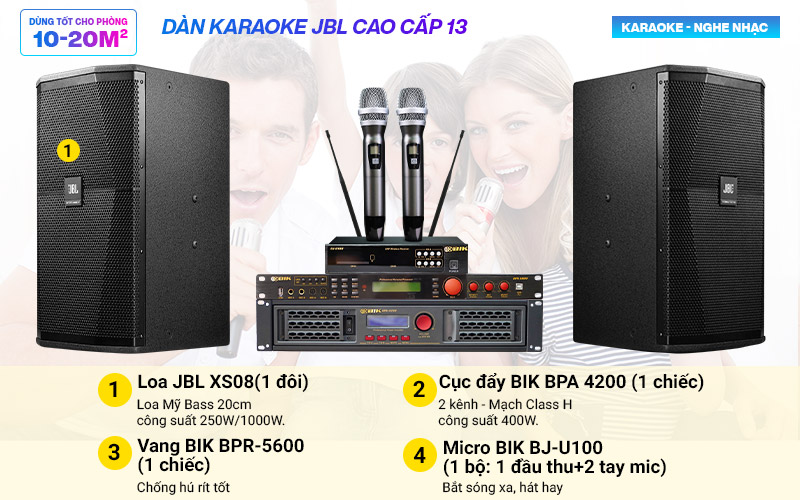 DÙNG TỐT CHO PHÒNG
10-20M²
DÀN KARAOKE JBL CAO CẤP 13
KARAOKE - NGHE NHẠC
1
JBL
JBL
BIK
BIK
BIK
1
Loa JBL XS08(1 đôi)
Loa Mỹ Bass 20cm
công suất 250W/1000W.
2
Cục đẩy BIK BPA 4200 (1 chiếc)
2 kênh - Mạch Class H
công suất 400W.
3
Vang BIK BPR-5600
(1 chiếc)
Chống hú rít tốt
4
Micro BIK BJ-U100
(1 bộ: 1 đầu thu+2 tay mic)
Bắt sóng xa, hát hay